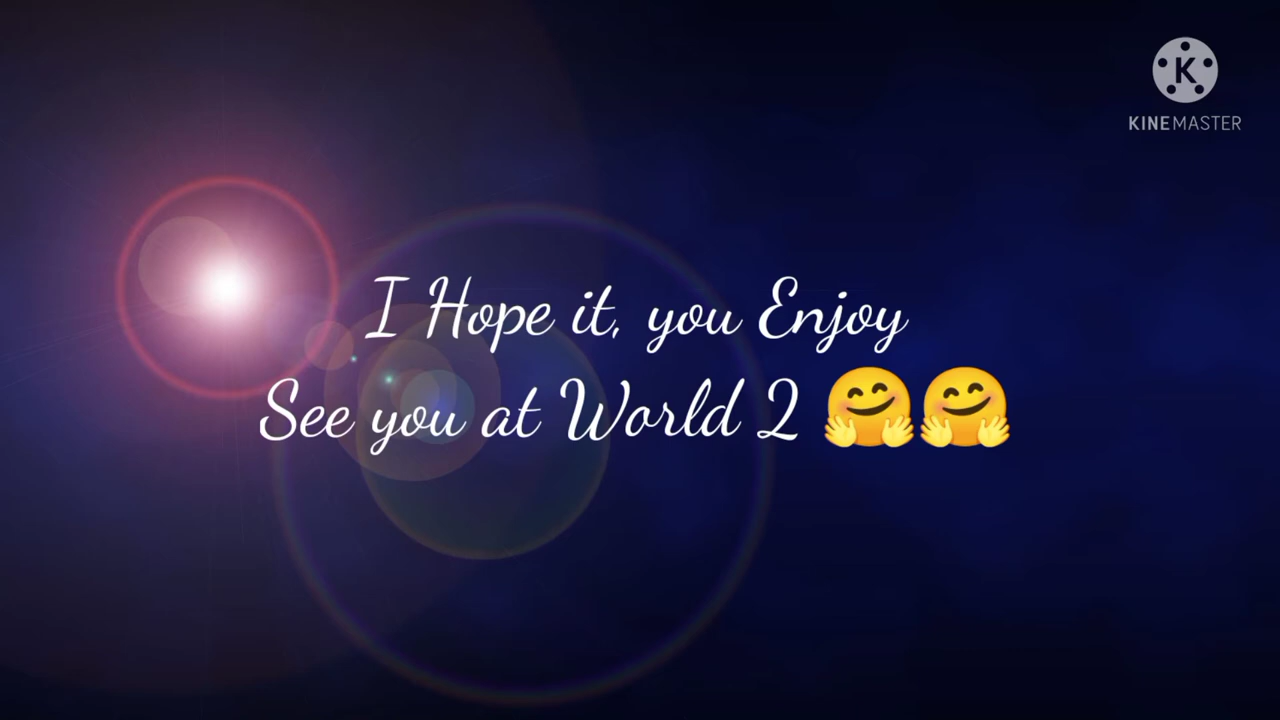 K
KINEMASTER
I Hope it, you Enjoy
See you at World 2 🤗🤗